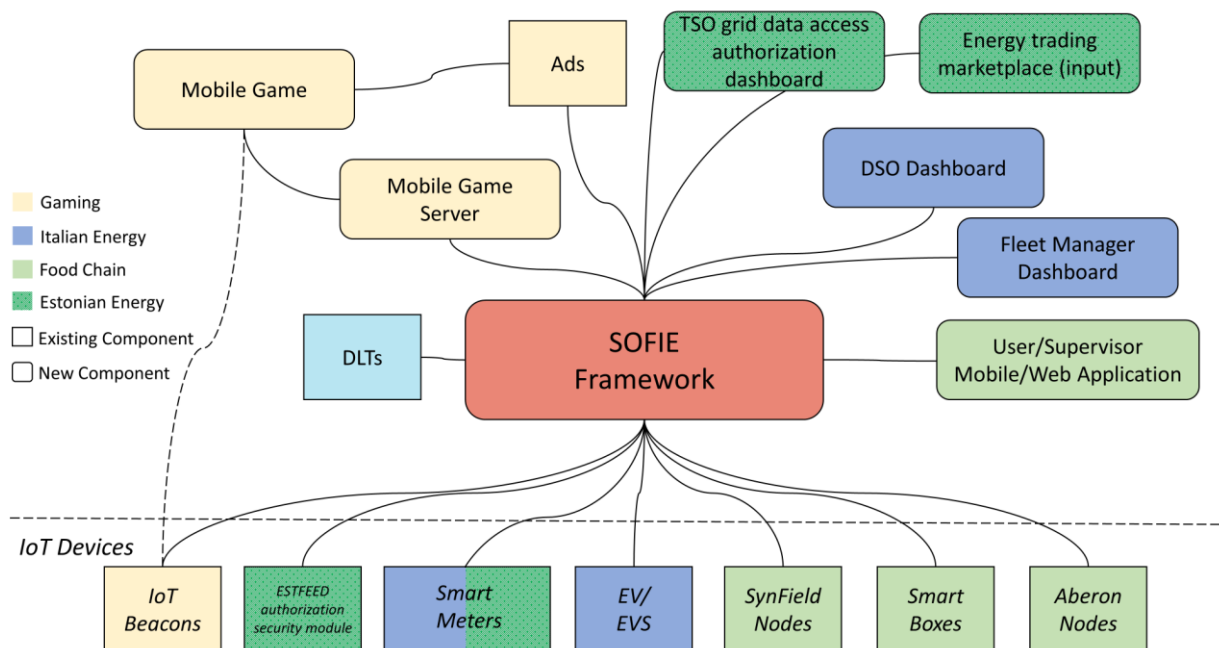 TSO grid data access
authorization
dashboard
Energy trading
marketplace (input)
Ads
Mobile Game
DSO Dashboard
Mobile Game
Server
Gaming
Italian Energy
Food Chain
Estonian Energy
Existing Component
New Component
Fleet Manager
Dashboard
DLTs
SOFIE
Framework
User/Supervisor
Mobile/Web Application
IoT Devices
IoT
Beacons
ESTFEED
authorization
security module
Smart
Meters
EV/
EVS
SynField
Nodes
Smart
Boxes
Aberon
Nodes